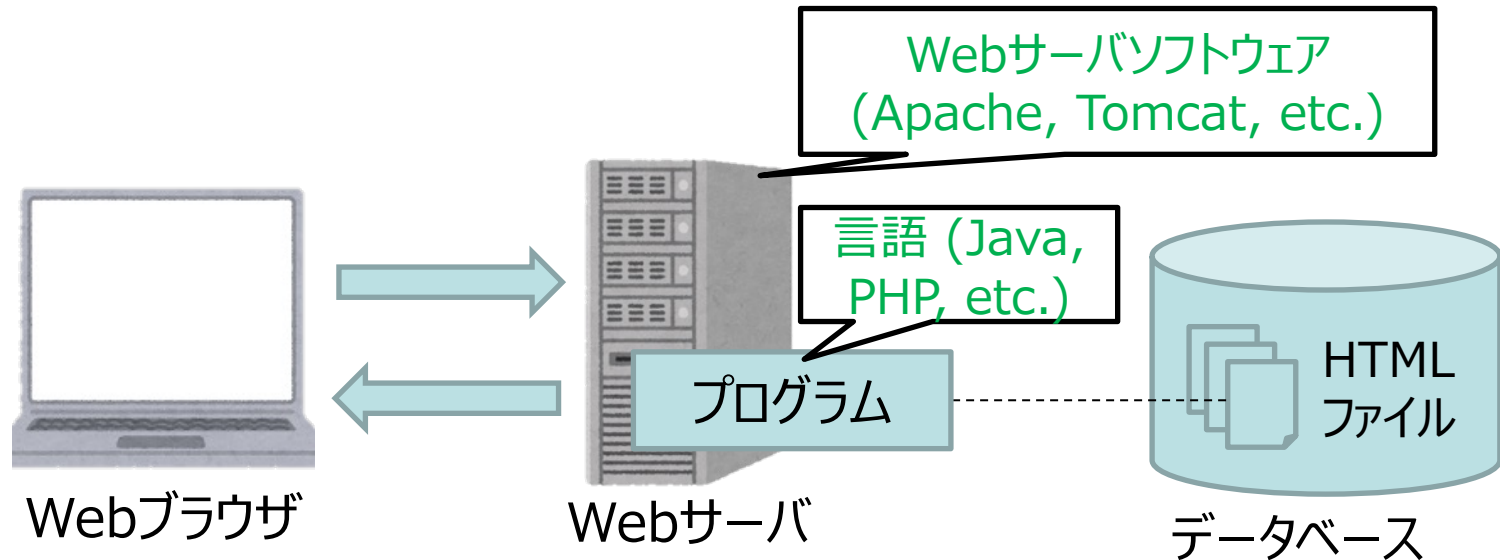 Webサーバソフトウェア
(Apache, Tomcat, etc.)
言語 (Java,
PHP, etc.)
プログラム
HTML
ファイル
Webブラウザ
Webサーバ
データベース